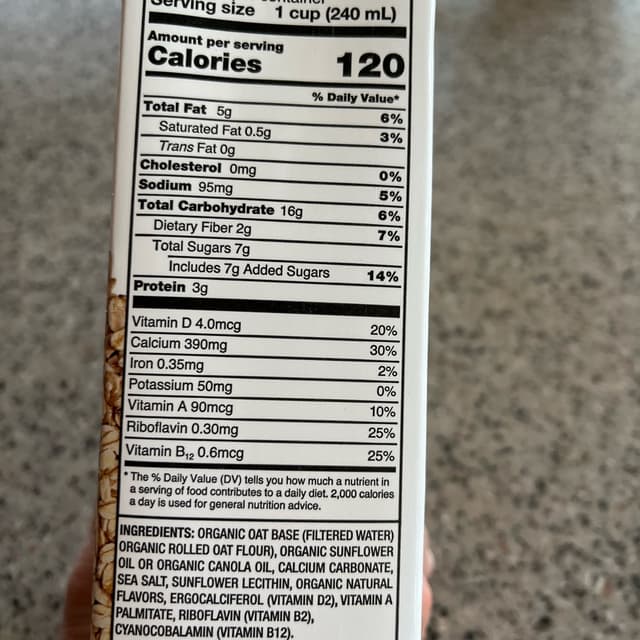 Serving size 1 cup (240 mL)
Amount per serving
Calories 120
% Daily Value*
Total Fat 5g 6%
Saturated Fat 0.5g 3%
Trans Fat 0g
Cholesterol 0mg 0%
Sodium 95mg 5%
Total Carbohydrate 16g 6%
Dietary Fiber 2g 7%
Total Sugars 7g
Includes 7g Added Sugars 14%
Protein 3g
Vitamin D 4.0mcg 20%
Calcium 390mg 30%
Iron 0.35mg 2%
Potassium 50mg 0%
Vitamin A 90mcg 10%
Riboflavin 0.30mg 25%
Vitamin B12 0.6mcg 25%
* The % Daily Value (DV) tells you how much a nutrient in
a serving of food contributes to a daily diet. 2,000 calories
a day is used for general nutrition advice.
INGREDIENTS: ORGANIC OAT BASE (FILTERED WATER)
ORGANIC ROLLED OAT FLOUR), ORGANIC SUNFLOWER
OIL OR ORGANIC CANOLA OIL, CALCIUM CARBONATE,
SEA SALT, SUNFLOWER LECITHIN, ORGANIC NATURAL
FLAVORS, ERGOCALCIFEROL (VITAMIN D2), VITAMIN A
PALMITATE, RIBOFLAVIN (VITAMIN B2),
CYANOCOBALAMIN (VITAMIN B12).